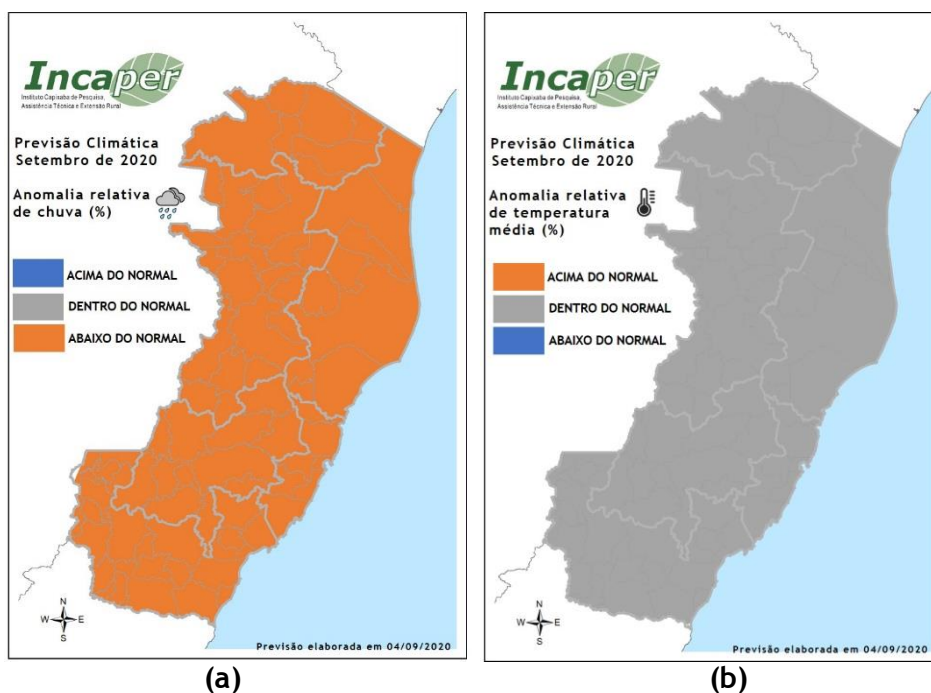 Incaper
Instituto Capixaba de Pesquisa,
Assistência Técnica e Extensão Rural
Previsão Climática
Setembro de 2020
Anomalia relativa
de chuva (%)
ACIMA DO NORMAL
DENTRO DO NORMAL
ABAIXO DO NORMAL
N
W E
S
Previsão elaborada em 04/09/2020
(a)
Incaper
Instituto Capixaba de Pesquisa,
Assistência Técnica e Extensão Rural
Previsão Climática
Setembro de 2020
Anomalia relativa
de temperatura
média (%)
ACIMA DO NORMAL
DENTRO DO NORMAL
ABAIXO DO NORMAL
N
W E
S
Previsão elaborada em 04/09/2020
(b)